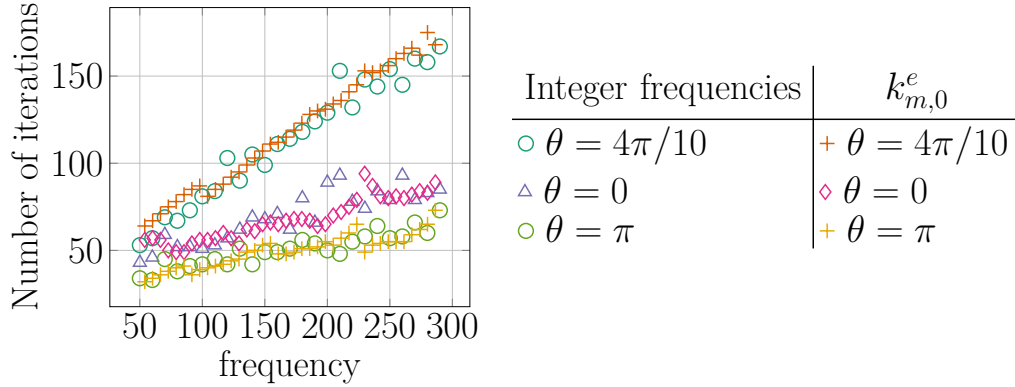 Number of iterations
150
100
50
50 100 150 200 250 300
frequency
Integer frequencies k^e_{m,0}
θ = 4π/10 θ = 4π/10
θ = 0 θ = 0
θ = π θ = π